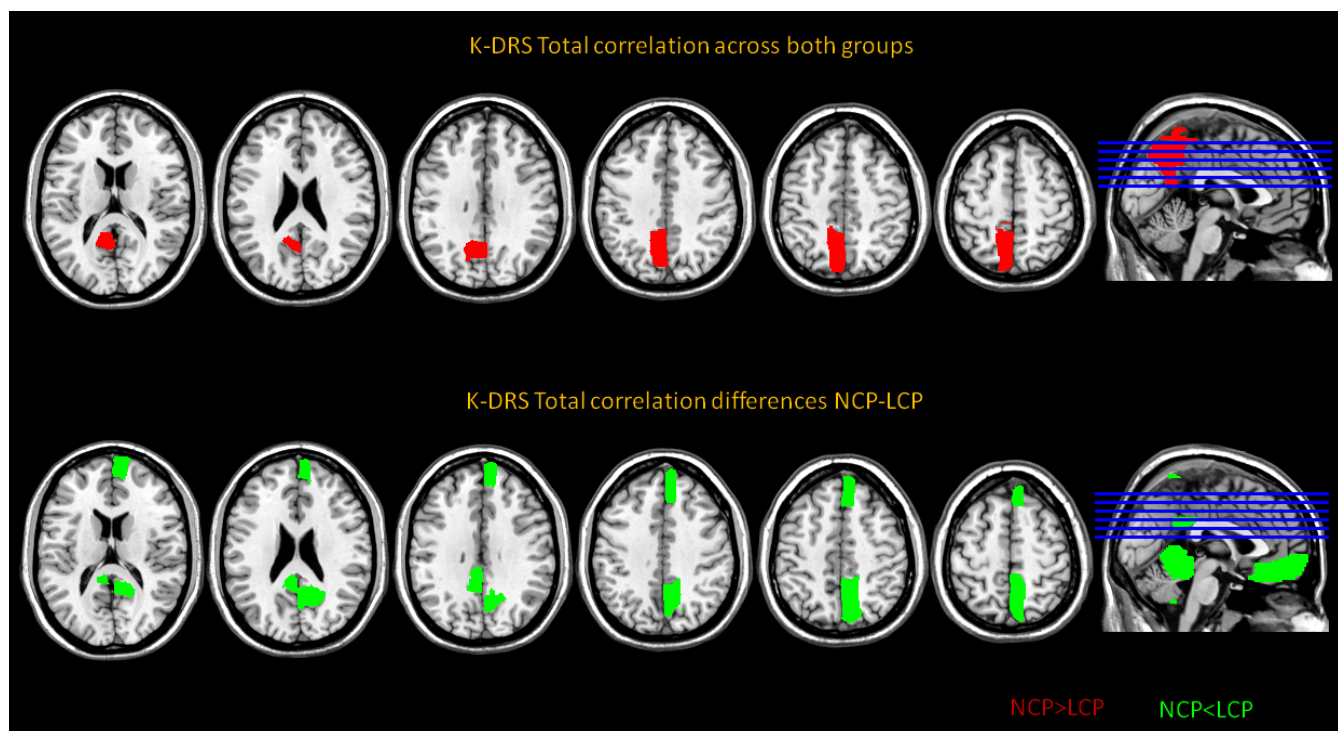 K-DRS Total correlation across both groups
K-DRS Total correlation differences NCP-LCP
NCP>LCP NCP<LCP